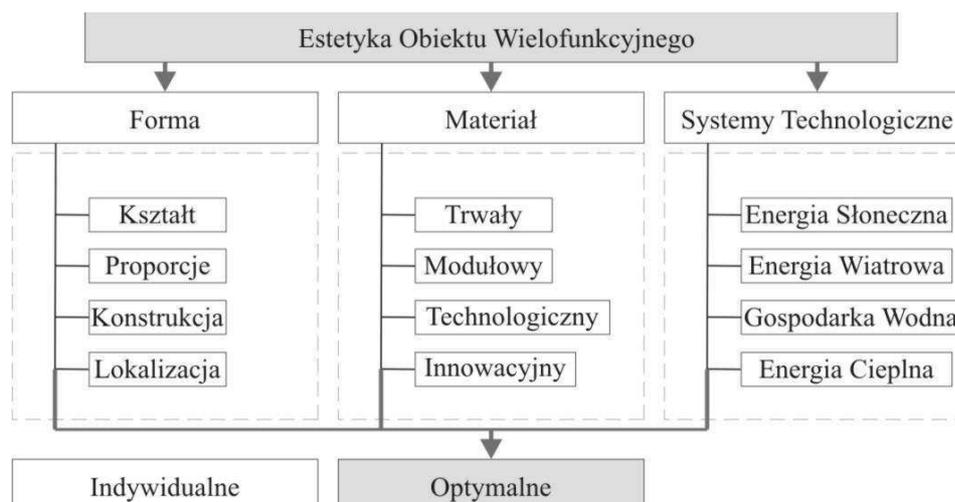 Estetyka Obiektu Wielofunkcyjnego
Forma
Materiał
Systemy Technologiczne
Kształt
Proporcje
Konstrukcja
Lokalizacja
Trwały
Modułowy
Technologiczny
Innowacyjny
Energia Słoneczna
Energia Wiatrowa
Gospodarka Wodna
Energia Cieplna
Indywidualne
Optymalne